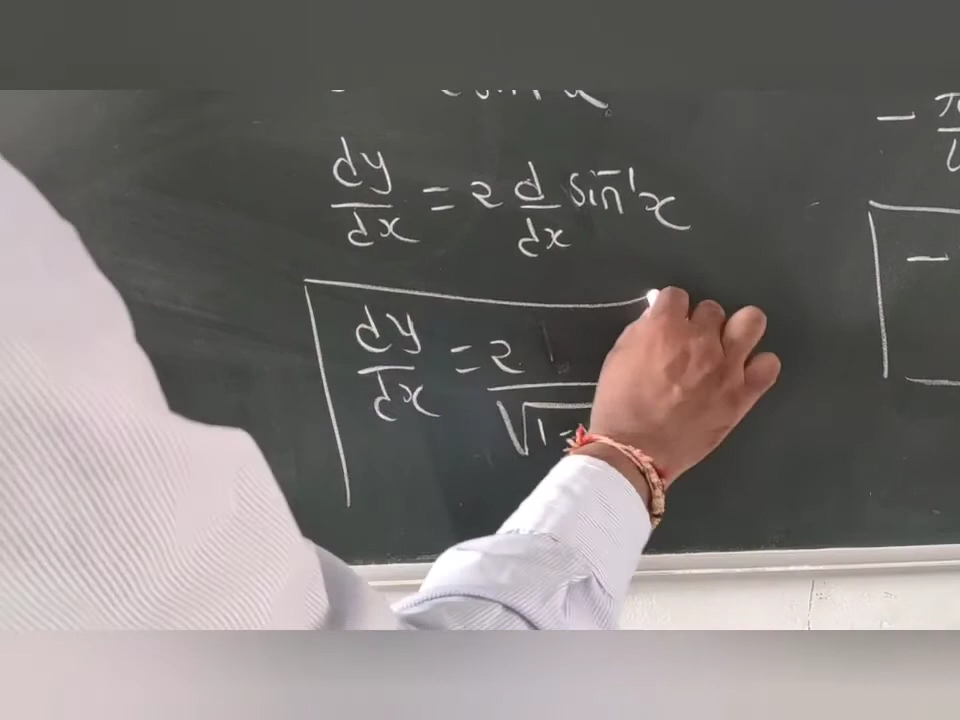 dy/dx = 2 d/dx sin⁻¹x
dy/dx = 2/√1-
- π
-